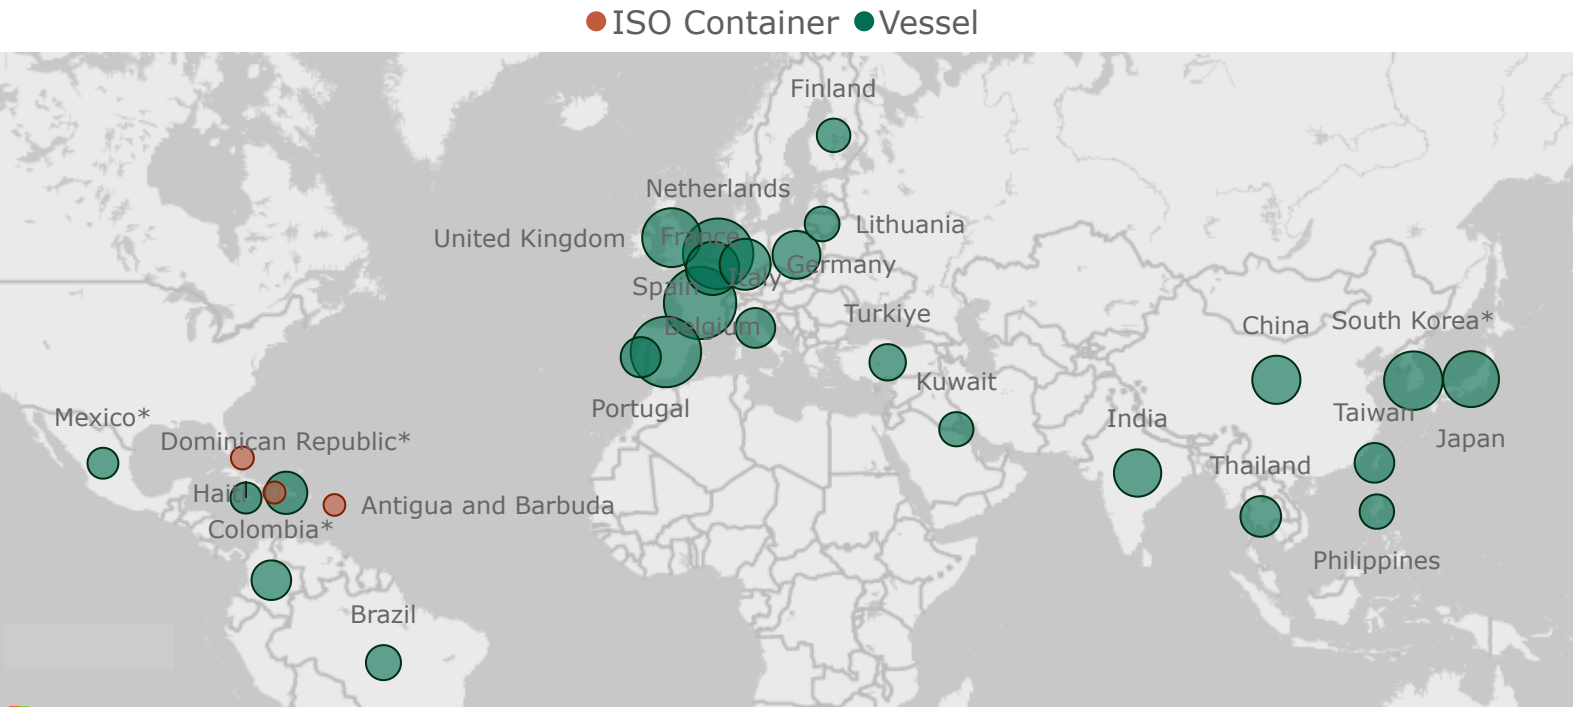 ISO Container Vessel
Finland
Netherlands
United Kingdom
France
Lithuania
Germany
Italy
Spain
Belgium
Turkiye
China
South Korea*
Kuwait
Portugal
Mexico*
India
Taiwan
Japan
Dominican Republic*
Thailand
Haiti
Antigua and Barbuda
Colombia*
Philippines
Brazil